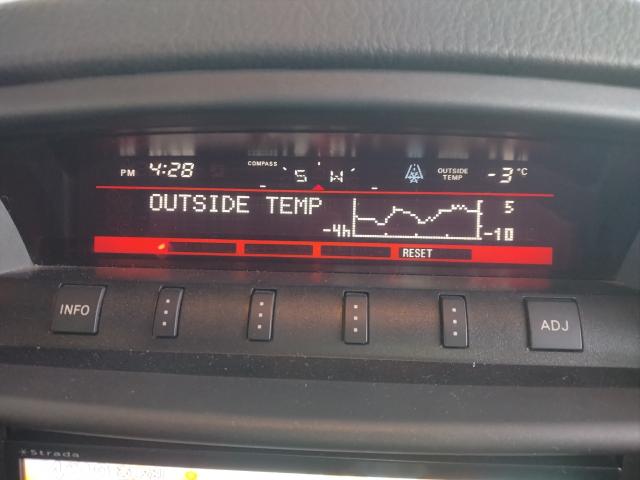 PM 4:28 COMPASS S W OUTSIDE TEMP -3 °C
OUTSIDE TEMP 5
-4h -10
RESET
INFO ADJ
Strada